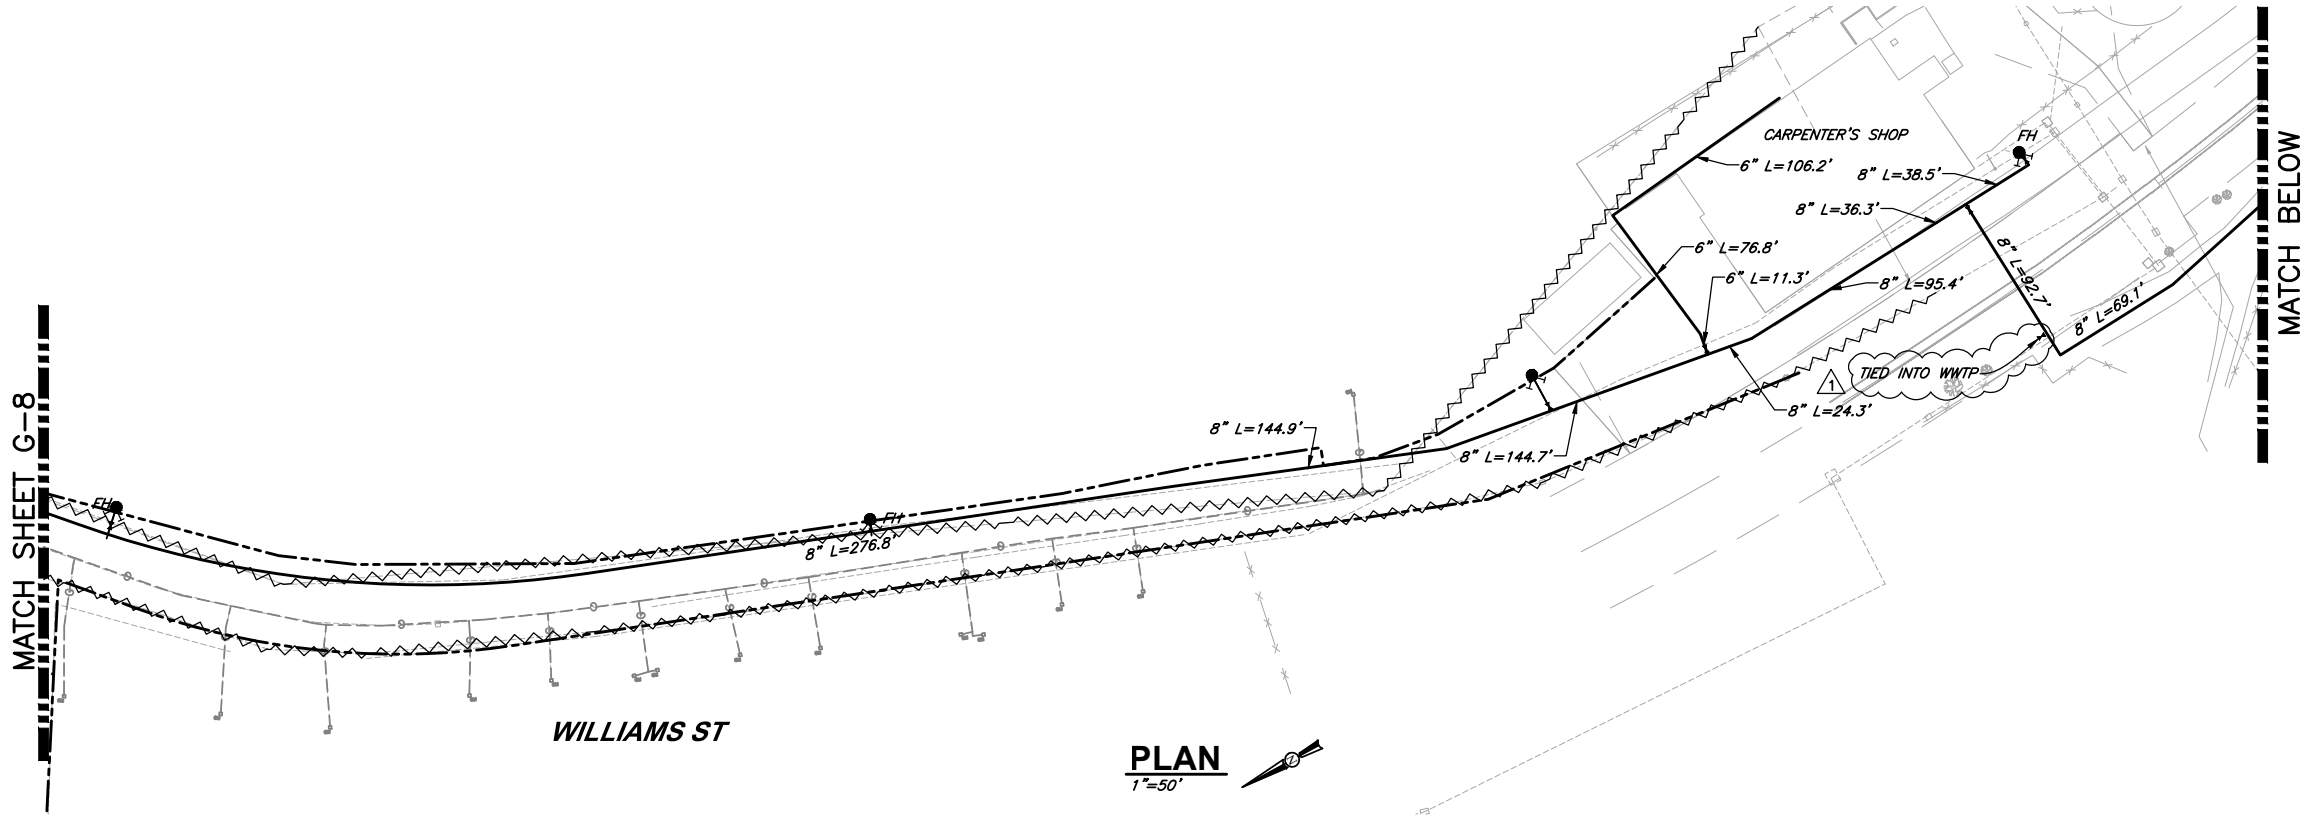 MATCH SHEET G-8
FH
FH
8" L=276.8'
8" L=144.9'
8" L=144.7'
CARPENTER'S SHOP
FH
6" L=106.2'
8" L=38.5'
8" L=36.3'
6" L=76.8'
6" L=11.3'
8" L=95.4'
8" L=92.7'
8" L=69.1'
TIED INTO WWTP
1
8" L=24.3'
MATCH BELOW
WILLIAMS ST
PLAN
1"=50'
Z